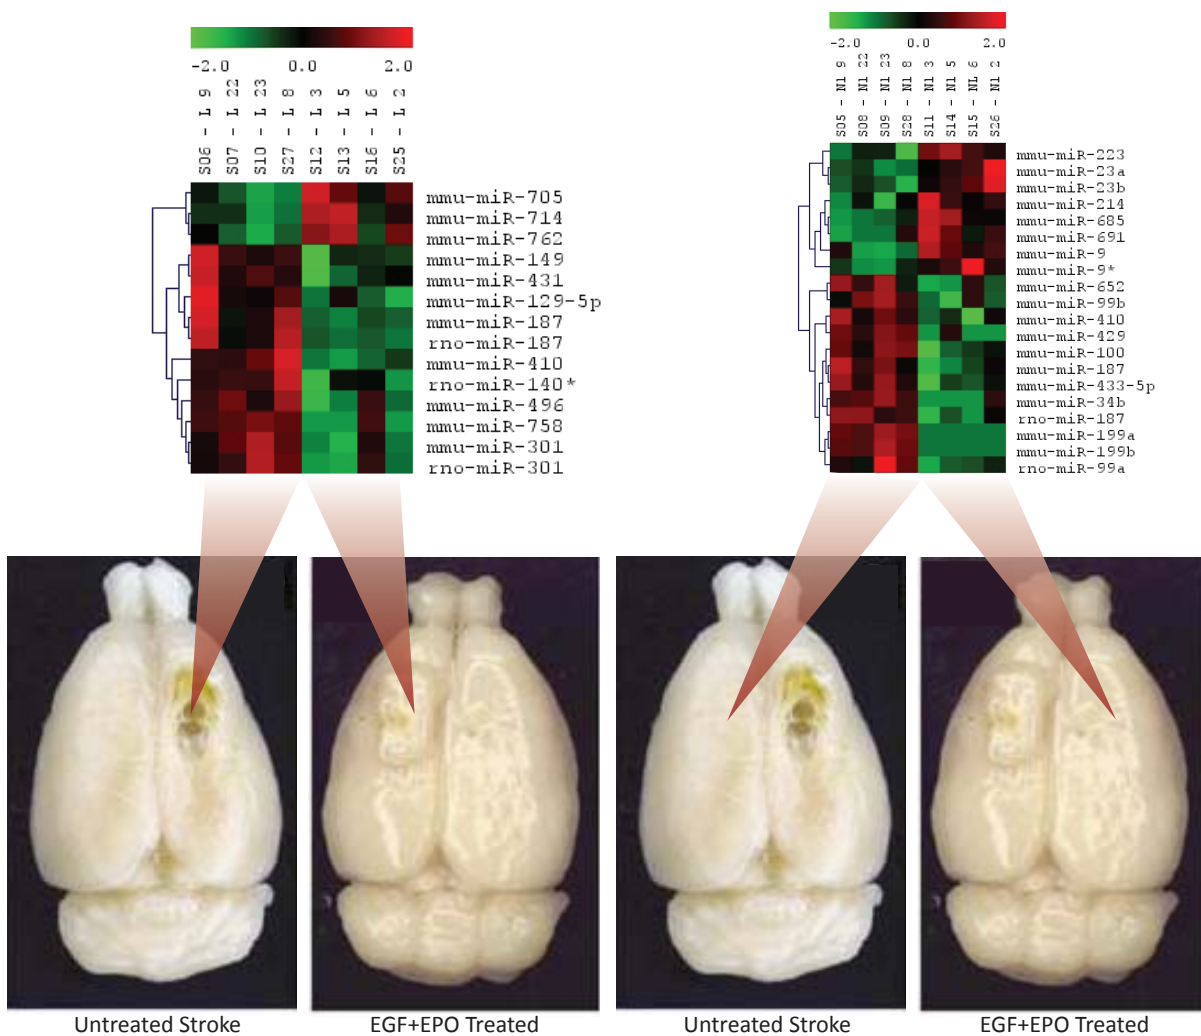 -2.0 0.0 2.0
S06 - L 9
S07 - L 22
S10 - L 23
S27 - L 8
S12 - L 3
S13 - L 5
S16 - L 6
S25 - L 2
mmu-miR-705
mmu-miR-714
mmu-miR-762
mmu-miR-149
mmu-miR-431
mmu-miR-129-5p
mmu-miR-187
rno-miR-187
mmu-miR-410
rno-miR-140*
mmu-miR-496
mmu-miR-758
mmu-miR-301
rno-miR-301
-2.0 0.0 2.0
S05 - Nl 9
S08 - Nl 22
S09 - Nl 23
S28 - Nl 8
S11 - Nl 3
S14 - Nl 5
S15 - NL 6
S26 - Nl 2
mmu-miR-223
mmu-miR-23a
mmu-miR-23b
mmu-miR-214
mmu-miR-685
mmu-miR-691
mmu-miR-9
mmu-miR-9*
mmu-miR-652
mmu-miR-99b
mmu-miR-410
mmu-miR-429
mmu-miR-100
mmu-miR-187
mmu-miR-433-5p
mmu-miR-34b
rno-miR-187
mmu-miR-199a
mmu-miR-199b
rno-miR-99a
Untreated Stroke
EGF+EPO Treated
Untreated Stroke
EGF+EPO Treated